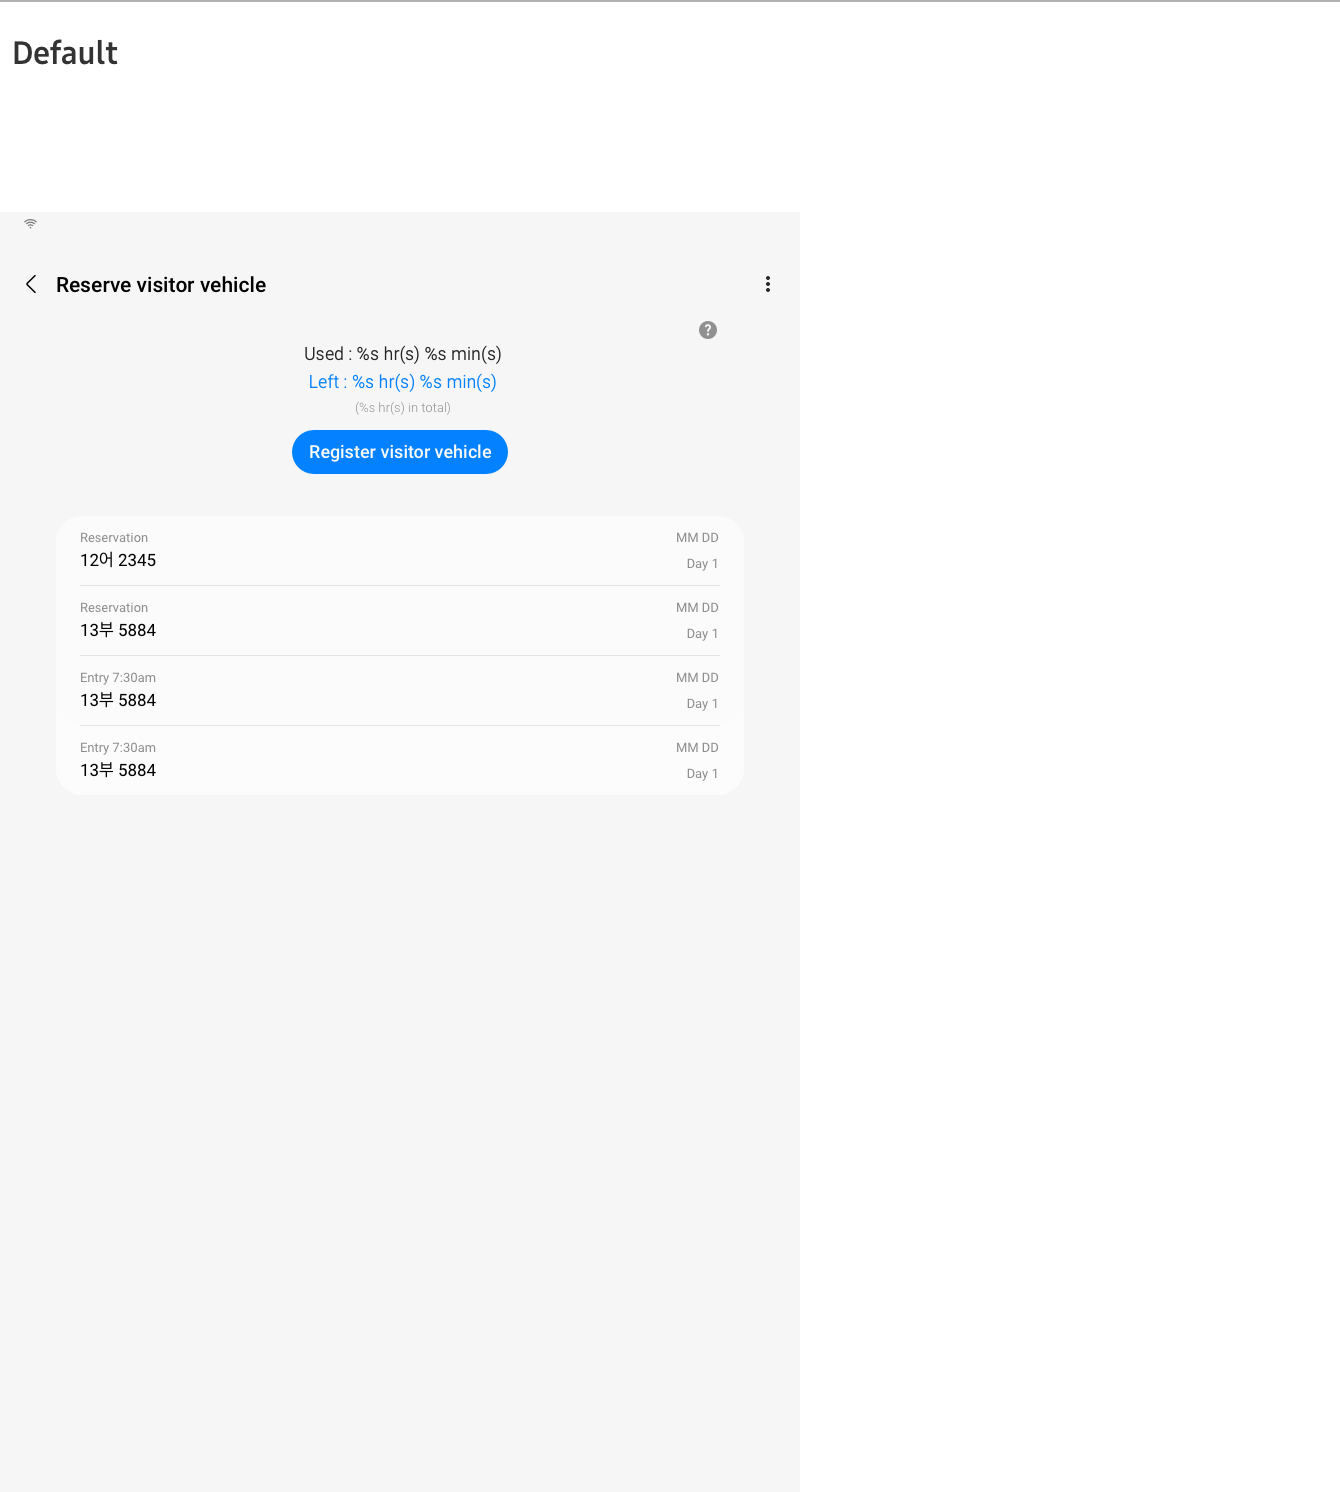 Default
Reserve visitor vehicle
?
Used : %s hr(s) %s min(s)
Left : %s hr(s) %s min(s)
(%s hr(s) in total)
Register visitor vehicle
Reservation MM DD
12어 2345 Day 1
Reservation MM DD
13부 5884 Day 1
Entry 7:30am MM DD
13부 5884 Day 1
Entry 7:30am MM DD
13부 5884 Day 1